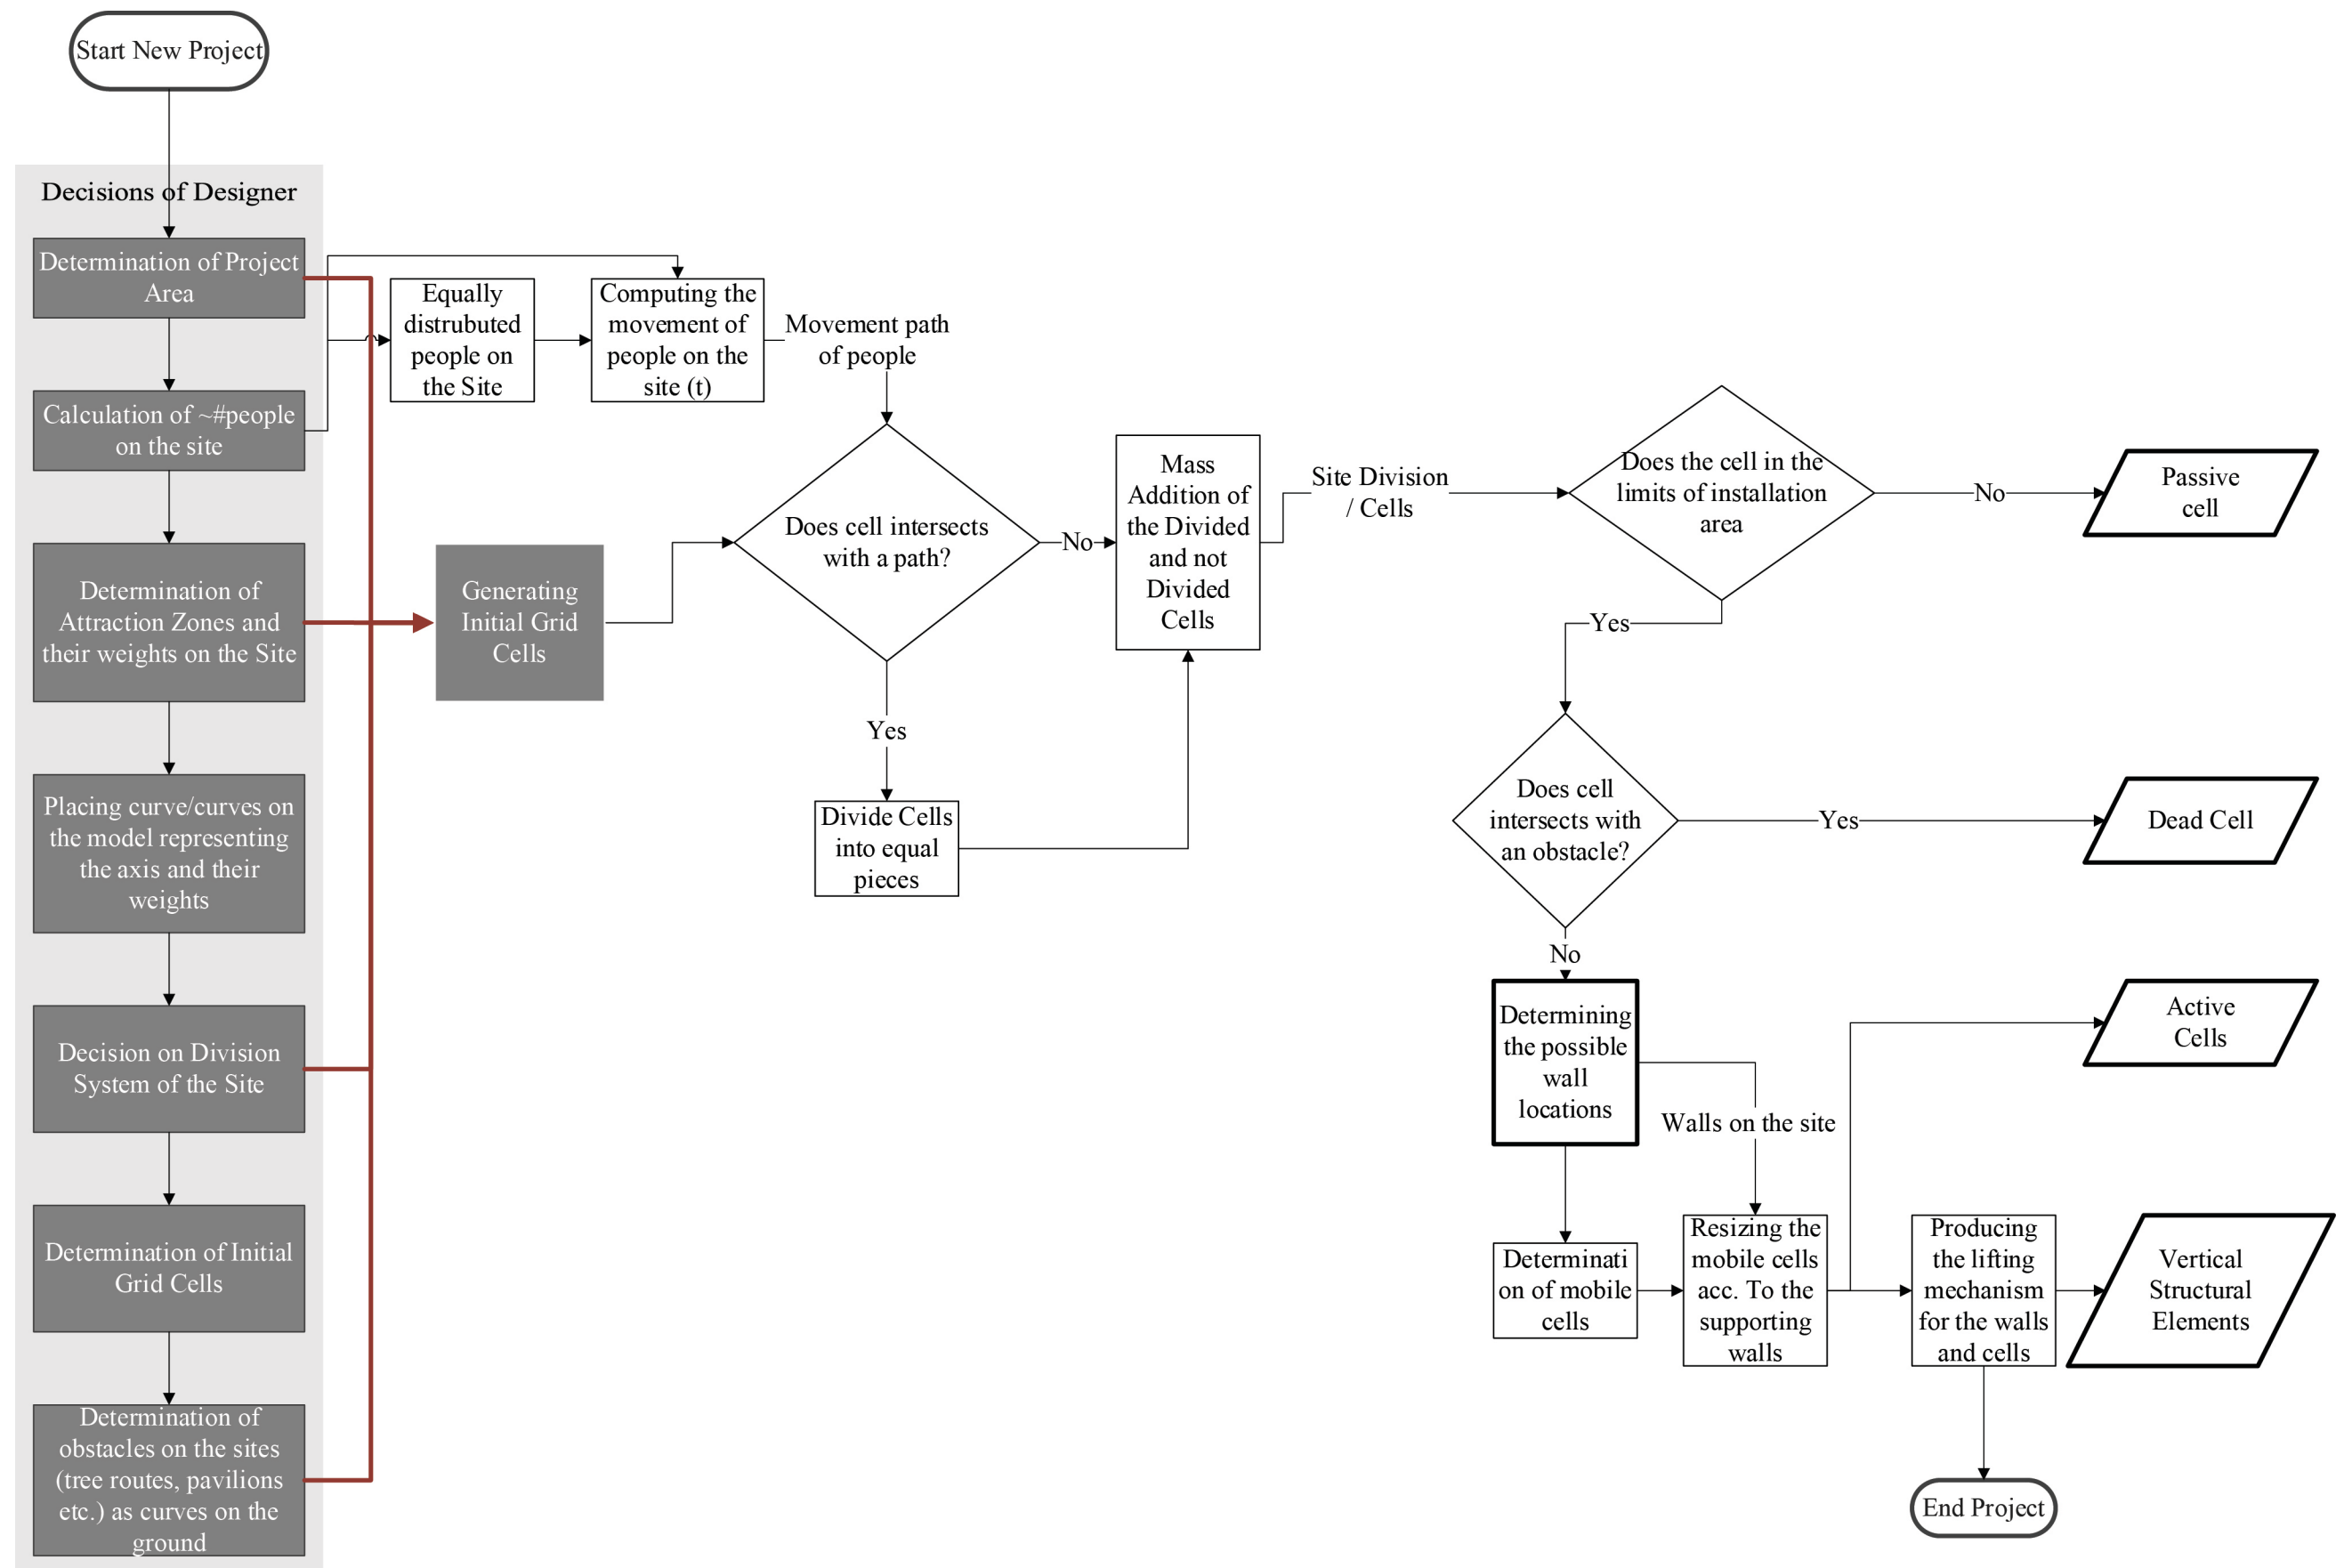 Start New Project
Decisions of Designer
Determination of Project
Area
Calculation of ~#people
on the site
Determination of
Attraction Zones and
their weights on the Site
Placing curve/curves on
the model representing
the axis and their
weights
Decision on Division
System of the Site
Determination of Initial
Grid Cells
Determination of
obstacles on the sites
(tree routes, pavilions
etc.) as curves on the
ground
Equally
distrubuted
people on
the Site
Computing the
movement of
people on the
site (t)
Movement path
of people
Generating
Initial Grid
Cells
Does cell intersects
with a path?
No
Yes
Divide Cells
into equal
pieces
Mass
Addition of
the Divided
and not
Divided
Cells
Site Division
/ Cells
Does the cell in the
limits of installation
area
No
Passive
cell
Yes
Does cell
intersects with
an obstacle?
Yes
Dead Cell
No
Determining
the possible
wall
locations
Walls on the site
Active
Cells
Determinati
on of mobile
cells
Resizing the
mobile cells
acc. To the
supporting
walls
Producing
the lifting
mechanism
for the walls
and cells
Vertical
Structural
Elements
End Project